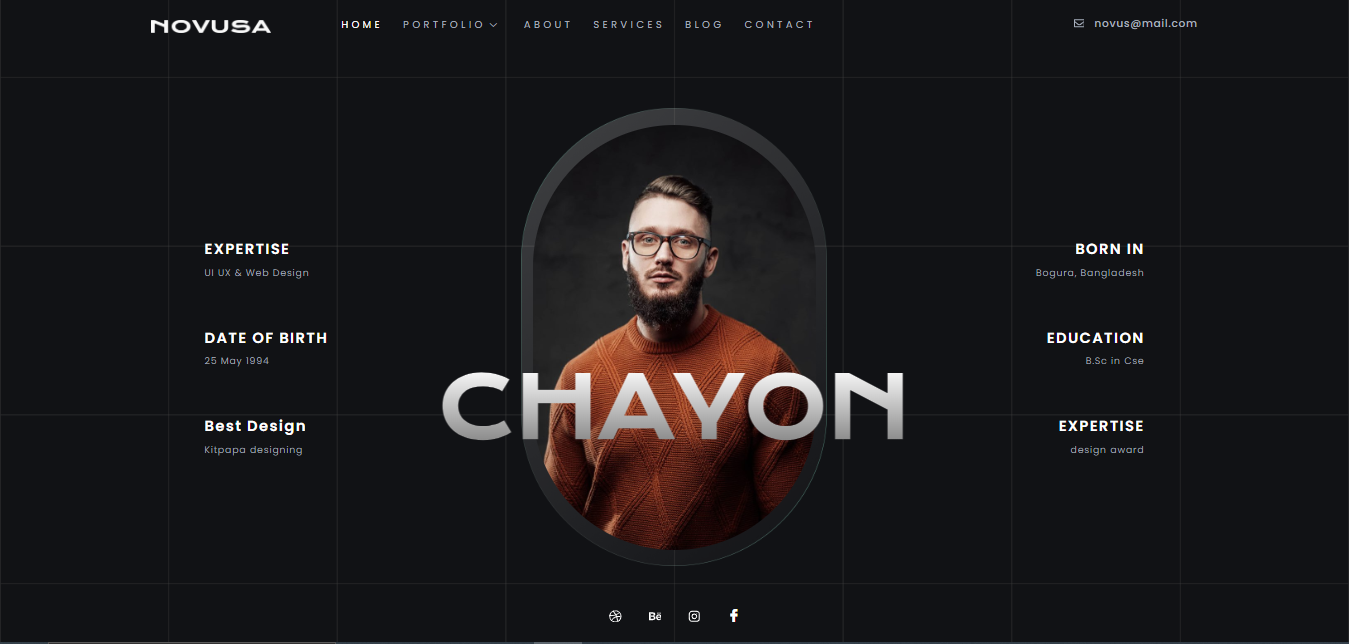 NOVUSA
HOME PORTFOLIO ABOUT SERVICES BLOG CONTACT
novus@mail.com
EXPERTISE
UI UX & Web Design
DATE OF BIRTH
25 May 1994
Best Design
Kitpapa designing
CHAYON
BORN IN
Bogura, Bangladesh
EDUCATION
B.Sc in Cse
EXPERTISE
design award
Bē